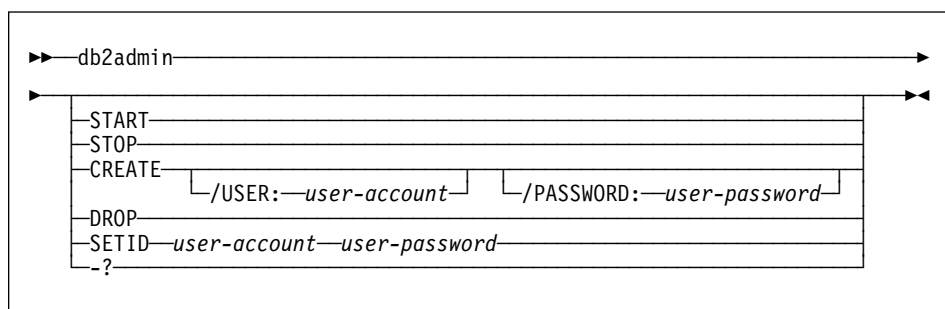 db2admin
START
STOP
CREATE
/USER: user-account /PASSWORD: user-password
DROP
SETID user-account user-password
-?